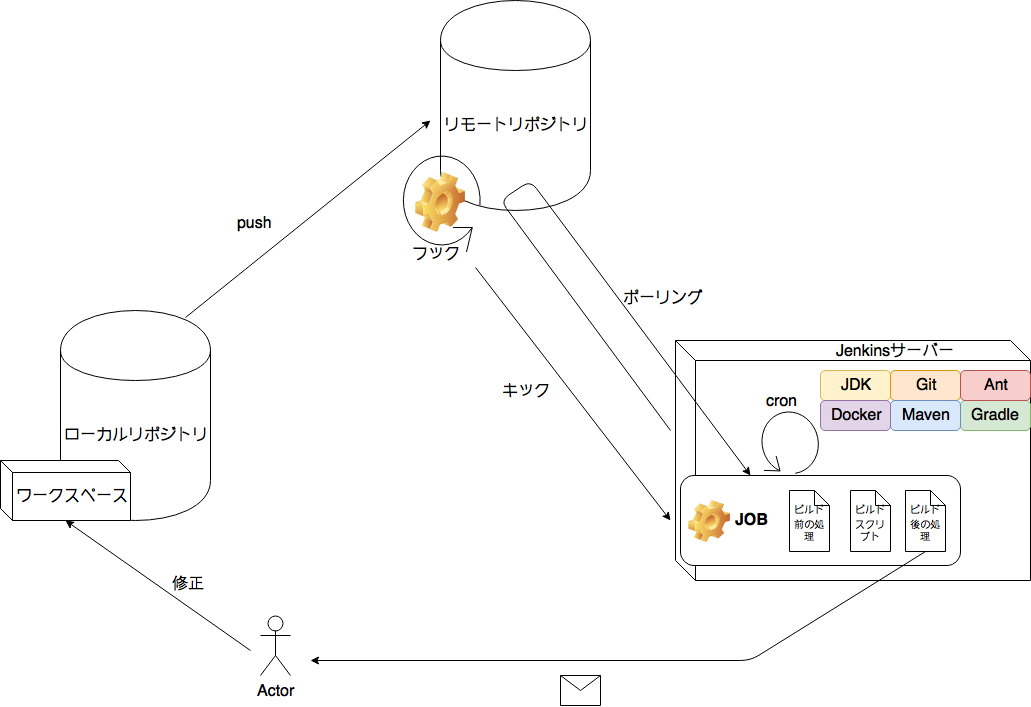 リモートリポジトリ
push
フック
ポーリング
Jenkinsサーバー
JDK
Git
Ant
キック
cron
Docker
Maven
Gradle
ローカルリポジトリ
ワークスペース
JOB
ビルド
前の処
理
ビルド
スクリ
プト
ビルド
後の処
理
修正
Actor